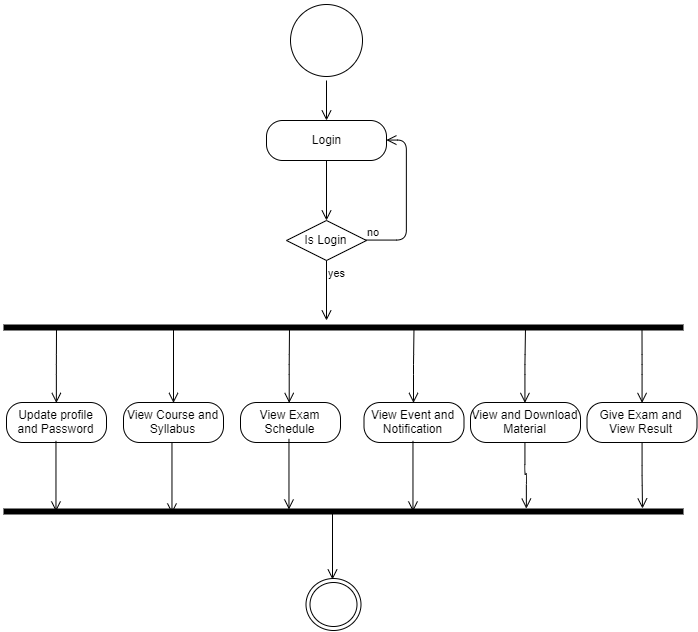 Login
Is Login
no
yes
Update profile
and Password
View Course and
Syllabus
View Exam
Schedule
View Event and
Notification
View and Download
Material
Give Exam and
View Result